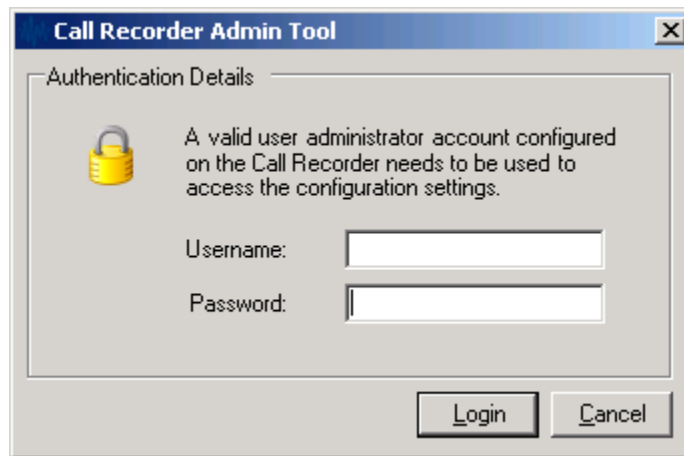 Call Recorder Admin Tool
Authentication Details
A valid user administrator account configured
on the Call Recorder needs to be used to
access the configuration settings.
Username:
Password:
Login Cancel